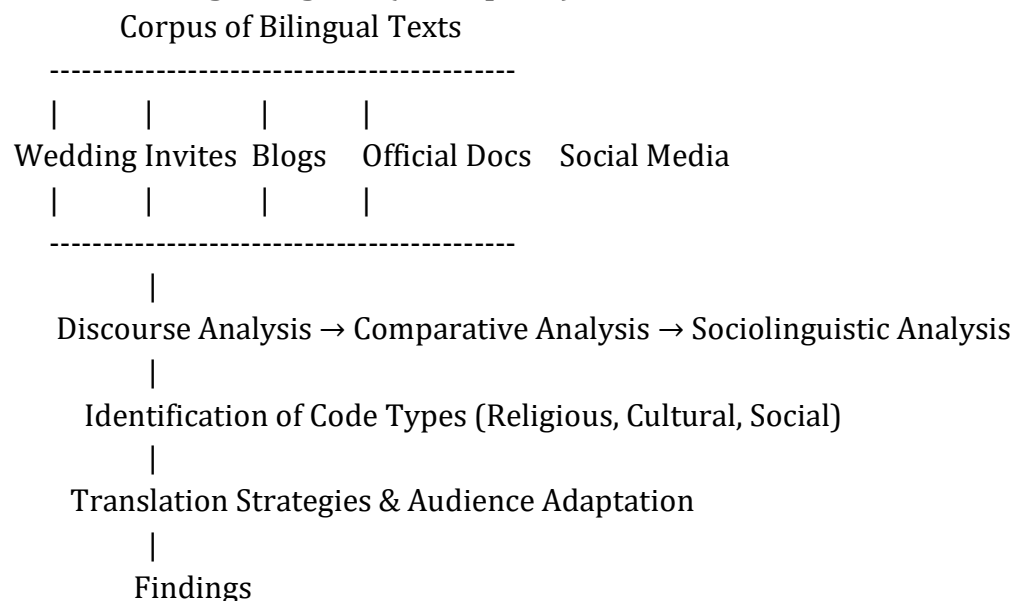 Corpus of Bilingual Texts
--------------------------------------------
| | | |
Wedding Invites Blogs Official Docs Social Media
| | | |
--------------------------------------------
|
Discourse Analysis → Comparative Analysis → Sociolinguistic Analysis
|
Identification of Code Types (Religious, Cultural, Social)
|
Translation Strategies & Audience Adaptation
|
Findings